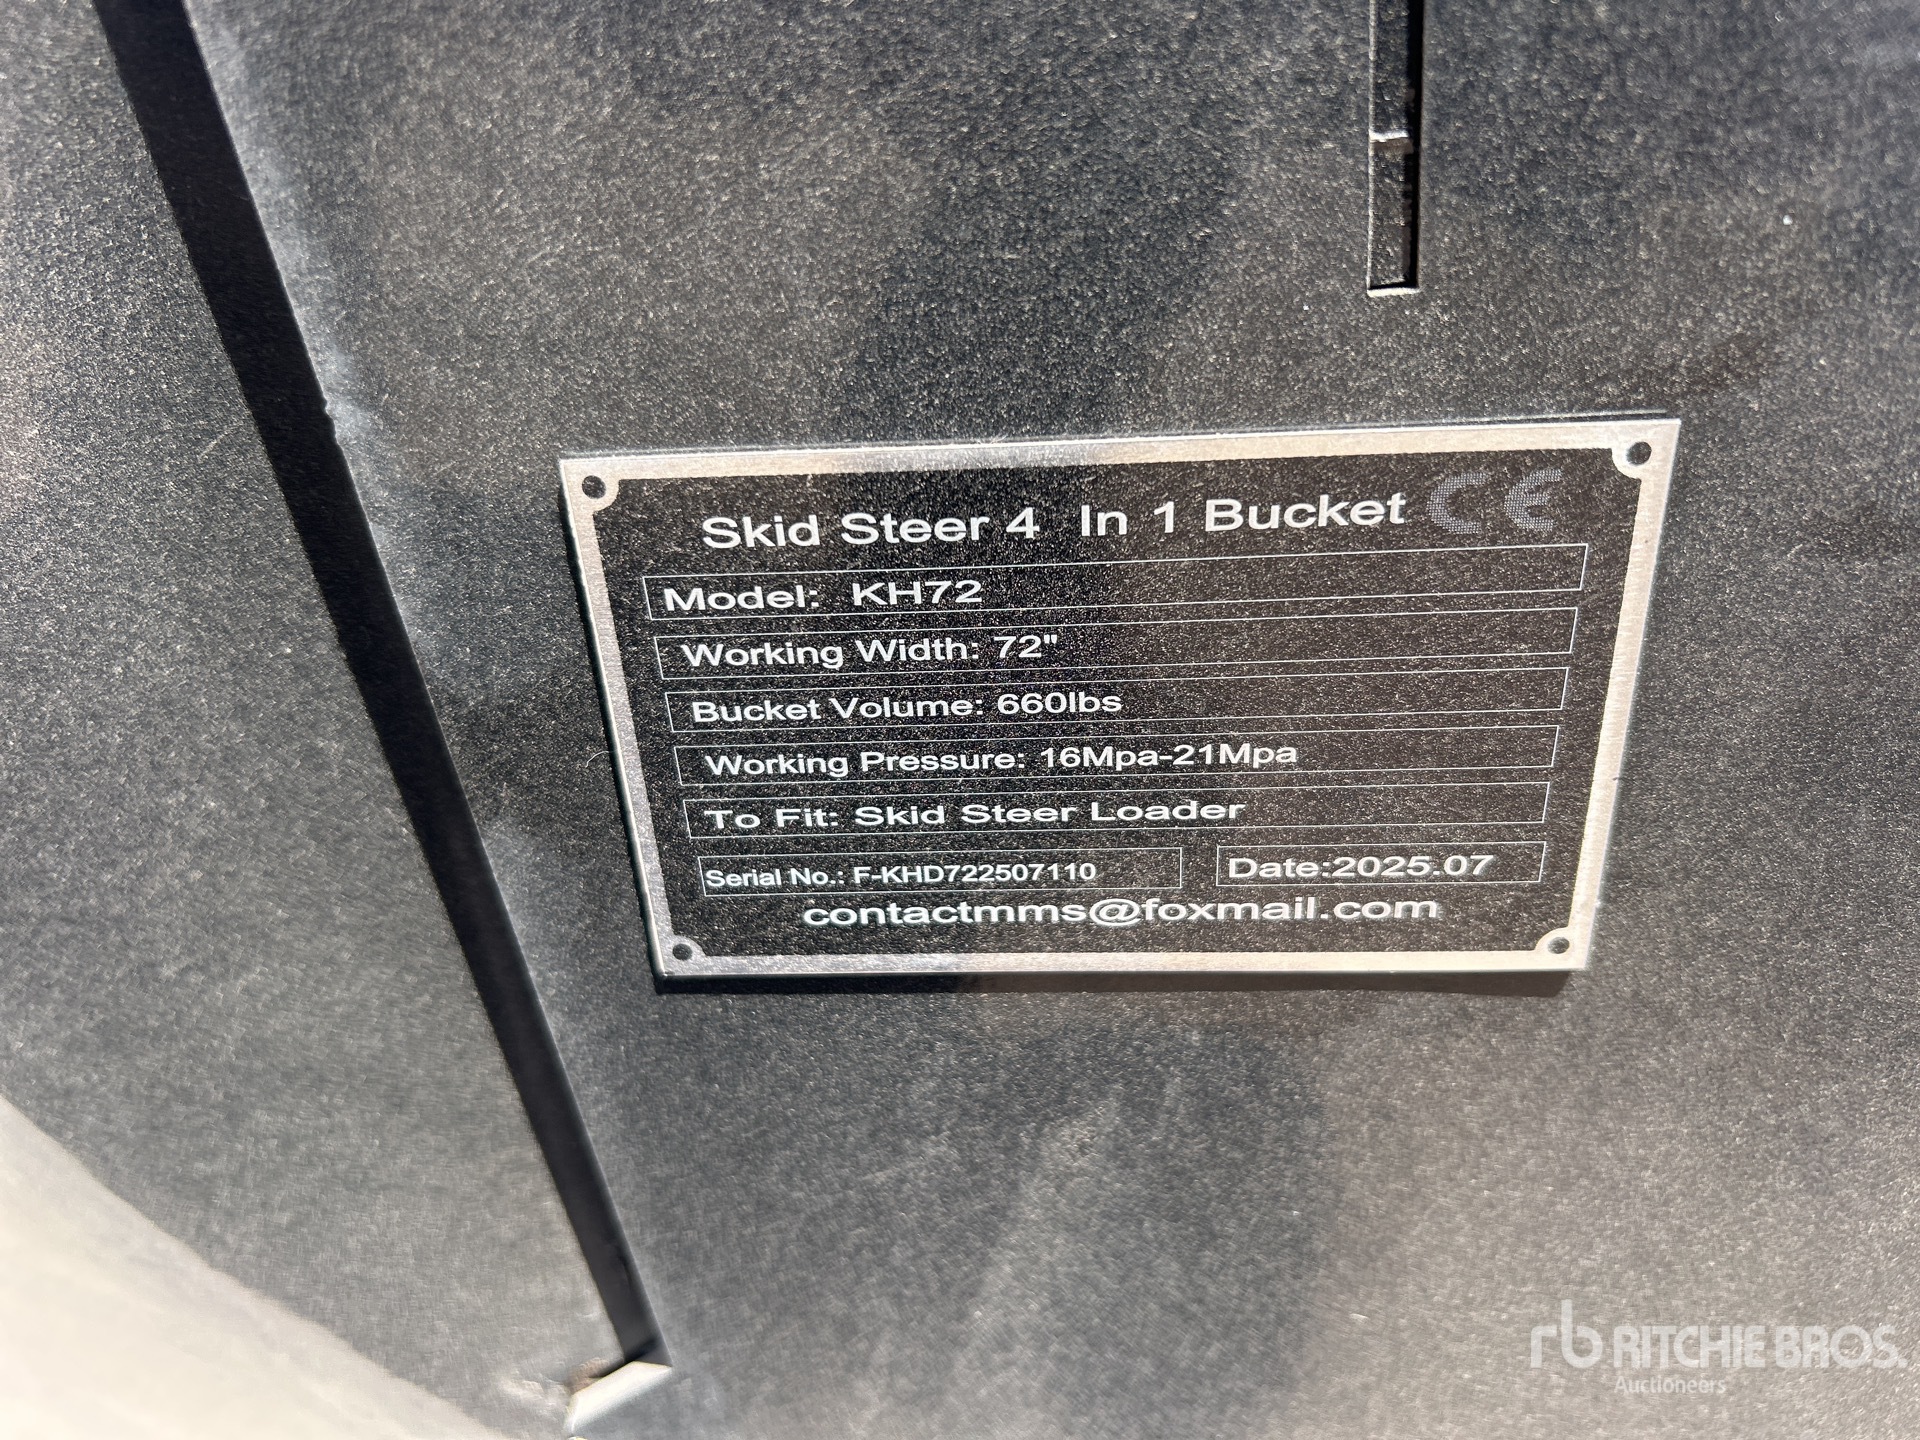 Skid Steer 4 In 1 Bucket CE
Model: KH72
Working Width: 72"
Bucket Volume: 660lbs
Working Pressure: 16Mpa-21Mpa
To Fit: Skid Steer Loader
Serial No.: F-KHD722507110 Date:2025.07
contactmms@foxmail.com
rb RITCHIE BROS.
Auctioneers